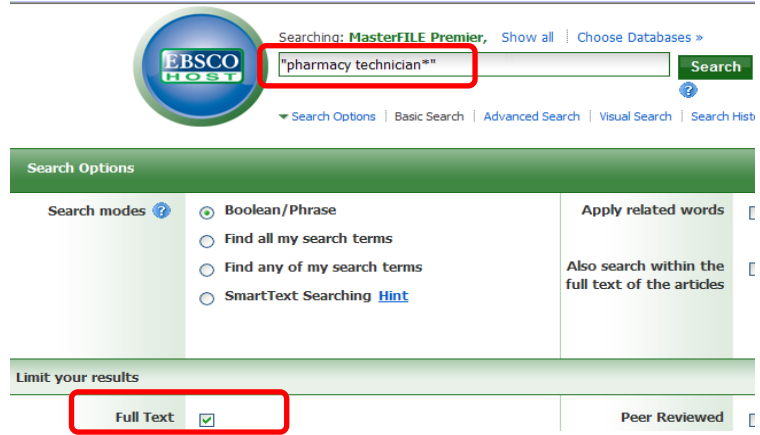 Searching: MasterFILE Premier, Show all Choose Databases »
EBSCO
HOST
"pharmacy technician*"
Search
Search Options Basic Search Advanced Search Visual Search Search Hist
Search Options
Search modes
Boolean/Phrase
Find all my search terms
Find any of my search terms
SmartText Searching Hint
Apply related words
Also search within the
full text of the articles
Limit your results
Full Text
Peer Reviewed